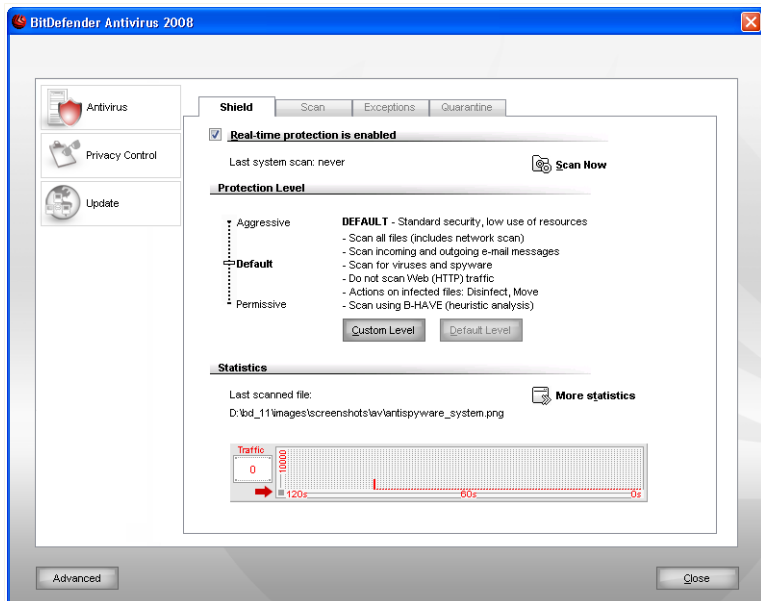 BitDefender Antivirus 2008
Antivirus
Privacy Control
Update
Shield
Scan
Exceptions
Quarantine
Real-time protection is enabled
Last system scan: never
Scan Now
Protection Level
Aggressive
Default
Permissive
DEFAULT - Standard security, low use of resources
- Scan all files (includes network scan)
- Scan incoming and outgoing e-mail messages
- Scan for viruses and spyware
- Do not scan Web (HTTP) traffic
- Actions on infected files: Disinfect, Move
- Scan using B-HAVE (heuristic analysis)
Custom Level
Default Level
Statistics
Last scanned file:
More statistics
D:\bd_11\images\screenshots\av\antispyware_system.png
Traffic
0
10000
120s
60s
0s
Advanced
Close